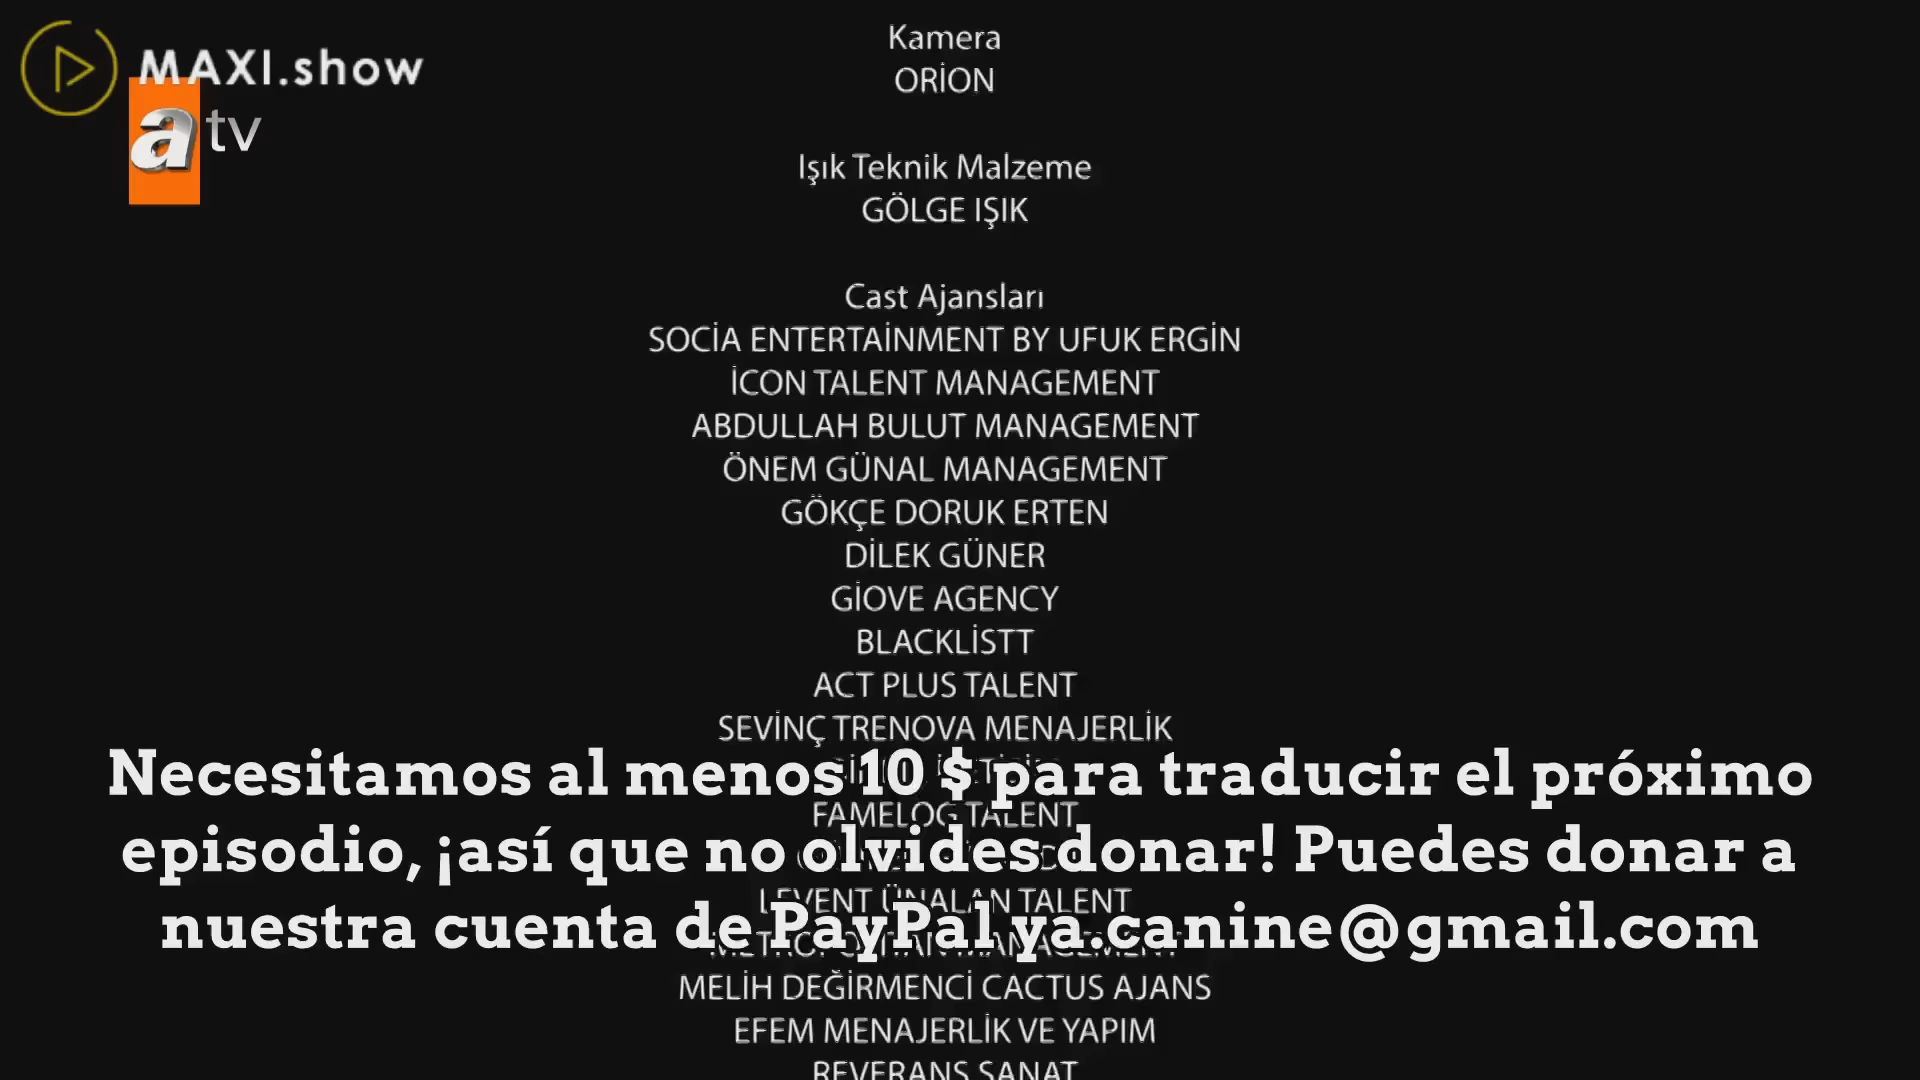 MAXI.show
atv
Kamera
ORİON
Işık Teknik Malzeme
GÖLGE IŞIK
Cast Ajansları
SOCİA ENTERTAİNMENT BY UFUK ERGİN
İCON TALENT MANAGEMENT
ABDULLAH BULUT MANAGEMENT
ÖNEM GÜNAL MANAGEMENT
GÖKÇE DORUK ERTEN
DİLEK GÜNER
GİOVE AGENCY
BLACKLİSTT
ACT PLUS TALENT
SEVİNÇ TRENOVA MENAJERLİK
Necesitamos al menos 10 $ para traducir el próximo
FAMELOG TALENT
episodio, ¡así que no olvides donar! Puedes donar a
LEVENT ÜNALAN TALENT
nuestra cuenta de PayPal ya.canine@gmail.com
METROPOLITAN MANAGEMENT
MELİH DEĞİRMENCİ CACTUS AJANS
EFEM MENAJERLİK VE YAPIM
REVERANS SANAT